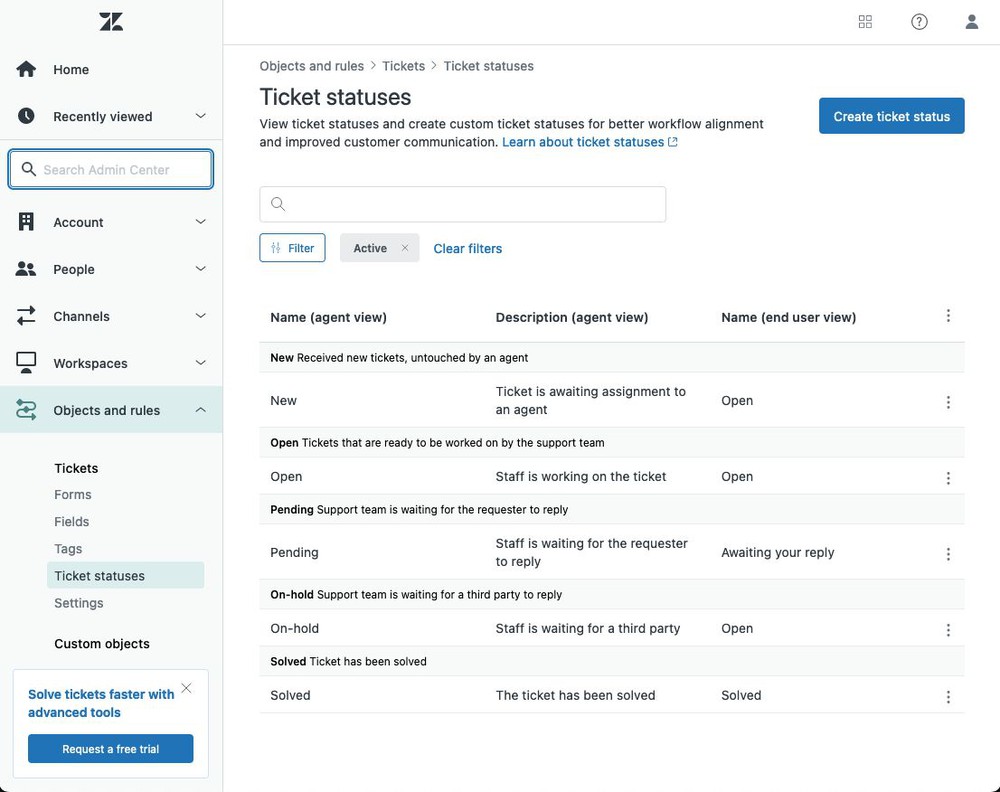 Home
Recently viewed
Search Admin Center
Account
People
Channels
Workspaces
Objects and rules
Tickets
Forms
Fields
Tags
Ticket statuses
Settings
Custom objects
Solve tickets faster with
advanced tools
Request a free trial
Objects and rules > Tickets > Ticket statuses
Ticket statuses
View ticket statuses and create custom ticket statuses for better workflow alignment
and improved customer communication. Learn about ticket statuses
Create ticket status
Filter
Active
Clear filters
Name (agent view) Description (agent view) Name (end user view)
New Received new tickets, untouched by an agent
New Ticket is awaiting assignment to an agent Open
Open Tickets that are ready to be worked on by the support team
Open Staff is working on the ticket Open
Pending Support team is waiting for the requester to reply
Pending Staff is waiting for the requester to reply Awaiting your reply
On-hold Support team is waiting for a third party to reply
On-hold Staff is waiting for a third party Open
Solved Ticket has been solved
Solved The ticket has been solved Solved